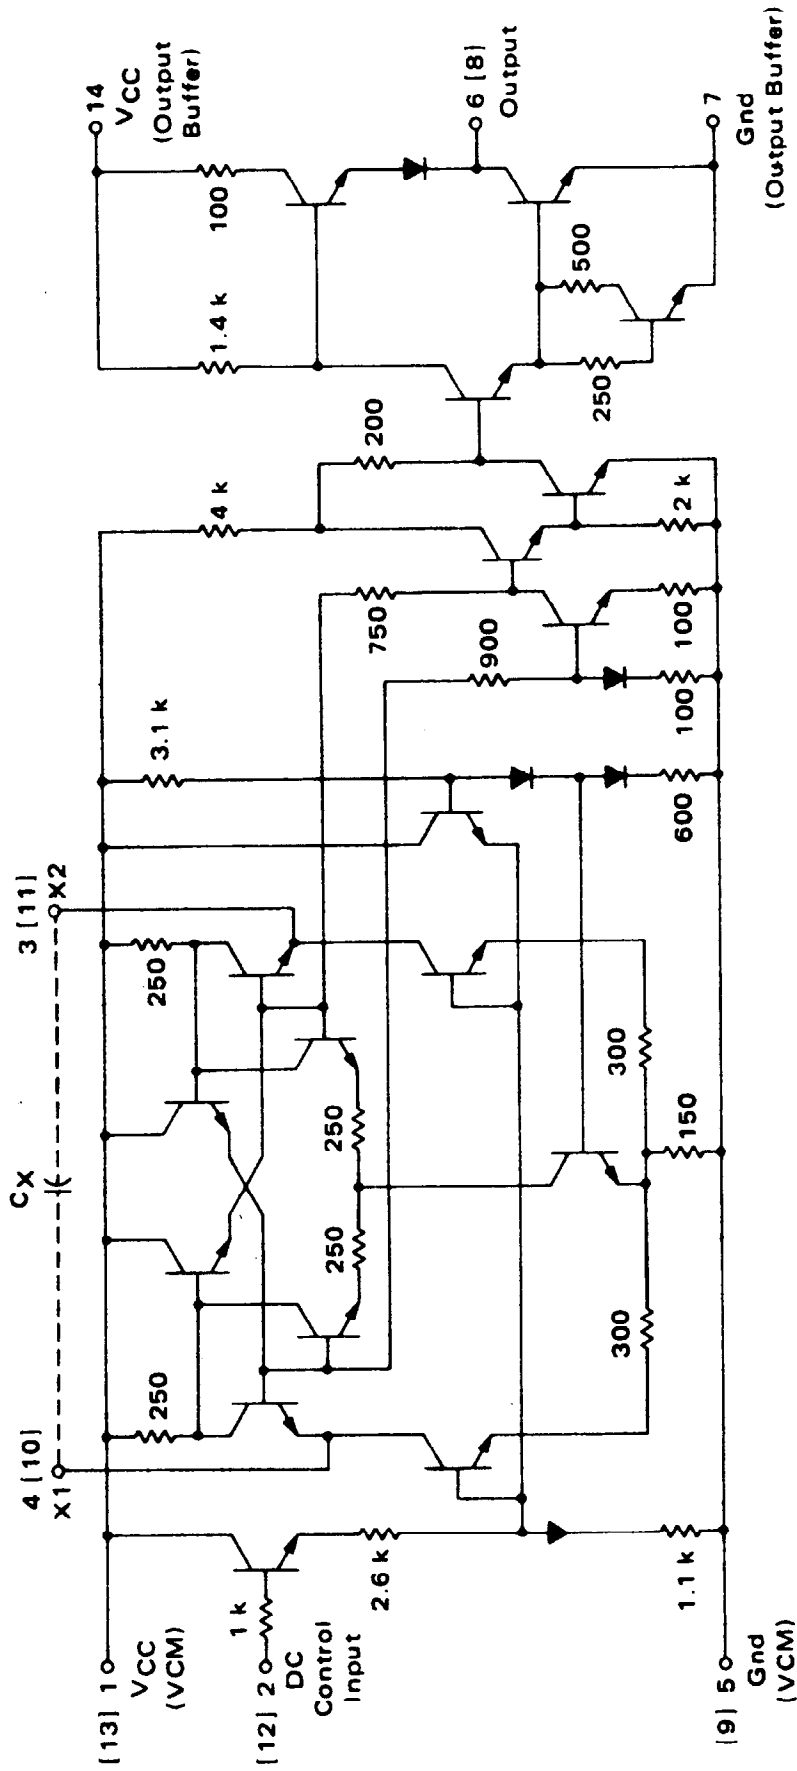 4 [10]
X1
CX
3 [11]
X2
[13] 1
VCC
(VCM)
250
250
3.1 k
4 k
1.4 k
100
14
VCC
(Output
Buffer)
1 k
[12] 2
DC
Control
Input
2.6 k
250
250
900
750
200
6 [8]
Output
300
300
150
600
100
100
2 k
250
500
1.1 k
[9] 5
Gnd
(VCM)
7
Gnd
(Output Buffer)